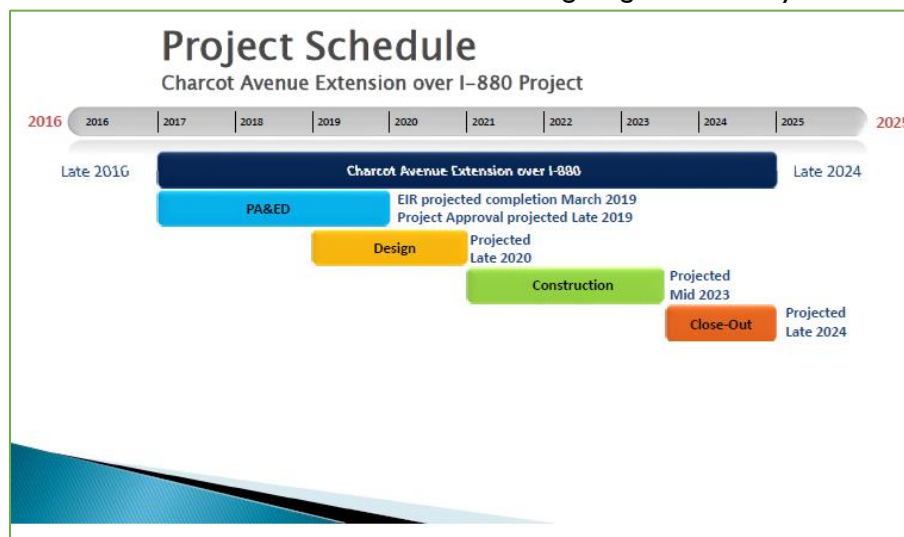 Project Schedule
Charcot Avenue Extension over I-880 Project
2016 2016 2017 2018 2019 2020 2021 2022 2023 2024 2025 2025
Late 2016 Charcot Avenue Extension over I-880 Late 2024
PA&ED
EIR projected completion March 2019
Project Approval projected Late 2019
Design
Projected
Late 2020
Construction
Projected
Mid 2023
Close-Out
Projected
Late 2024